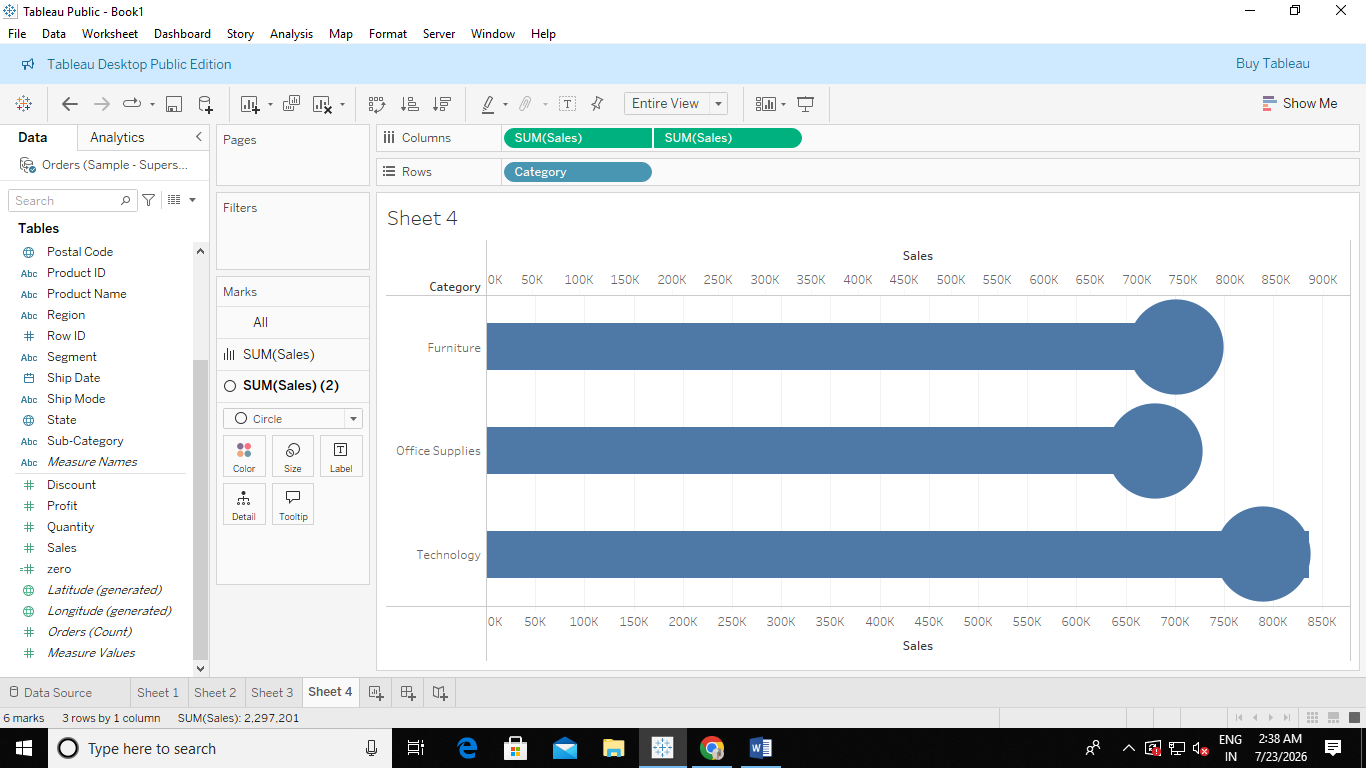 Tableau Public - Book1
File Data Worksheet Dashboard Story Analysis Map Format Server Window Help
Tableau Desktop Public Edition
Buy Tableau
Entire View
Show Me
Data Analytics
Orders (Sample - Supers...
Search
Tables
Postal Code
Abc Product ID
Abc Product Name
Abc Region
Row ID
Abc Segment
Ship Date
Abc Ship Mode
State
Abc Sub-Category
Abc Measure Names
Discount
Profit
Quantity
Sales
zero
Latitude (generated)
Longitude (generated)
Orders (Count)
Measure Values
Pages
Filters
Marks
All
SUM(Sales)
SUM(Sales) (2)
Circle
Color Size Label
Detail Tooltip
Columns SUM(Sales) SUM(Sales)
Rows Category
Sheet 4
Sales
Category 0K 50K 100K 150K 200K 250K 300K 350K 400K 450K 500K 550K 600K 650K 700K 750K 800K 850K 900K
Furniture
Office Supplies
Technology
0K 50K 100K 150K 200K 250K 300K 350K 400K 450K 500K 550K 600K 650K 700K 750K 800K 850K
Sales
Data Source Sheet 1 Sheet 2 Sheet 3 Sheet 4
6 marks 3 rows by 1 column SUM(Sales): 2,297,201
Type here to search
ENG
IN
2:38 AM
7/23/2026